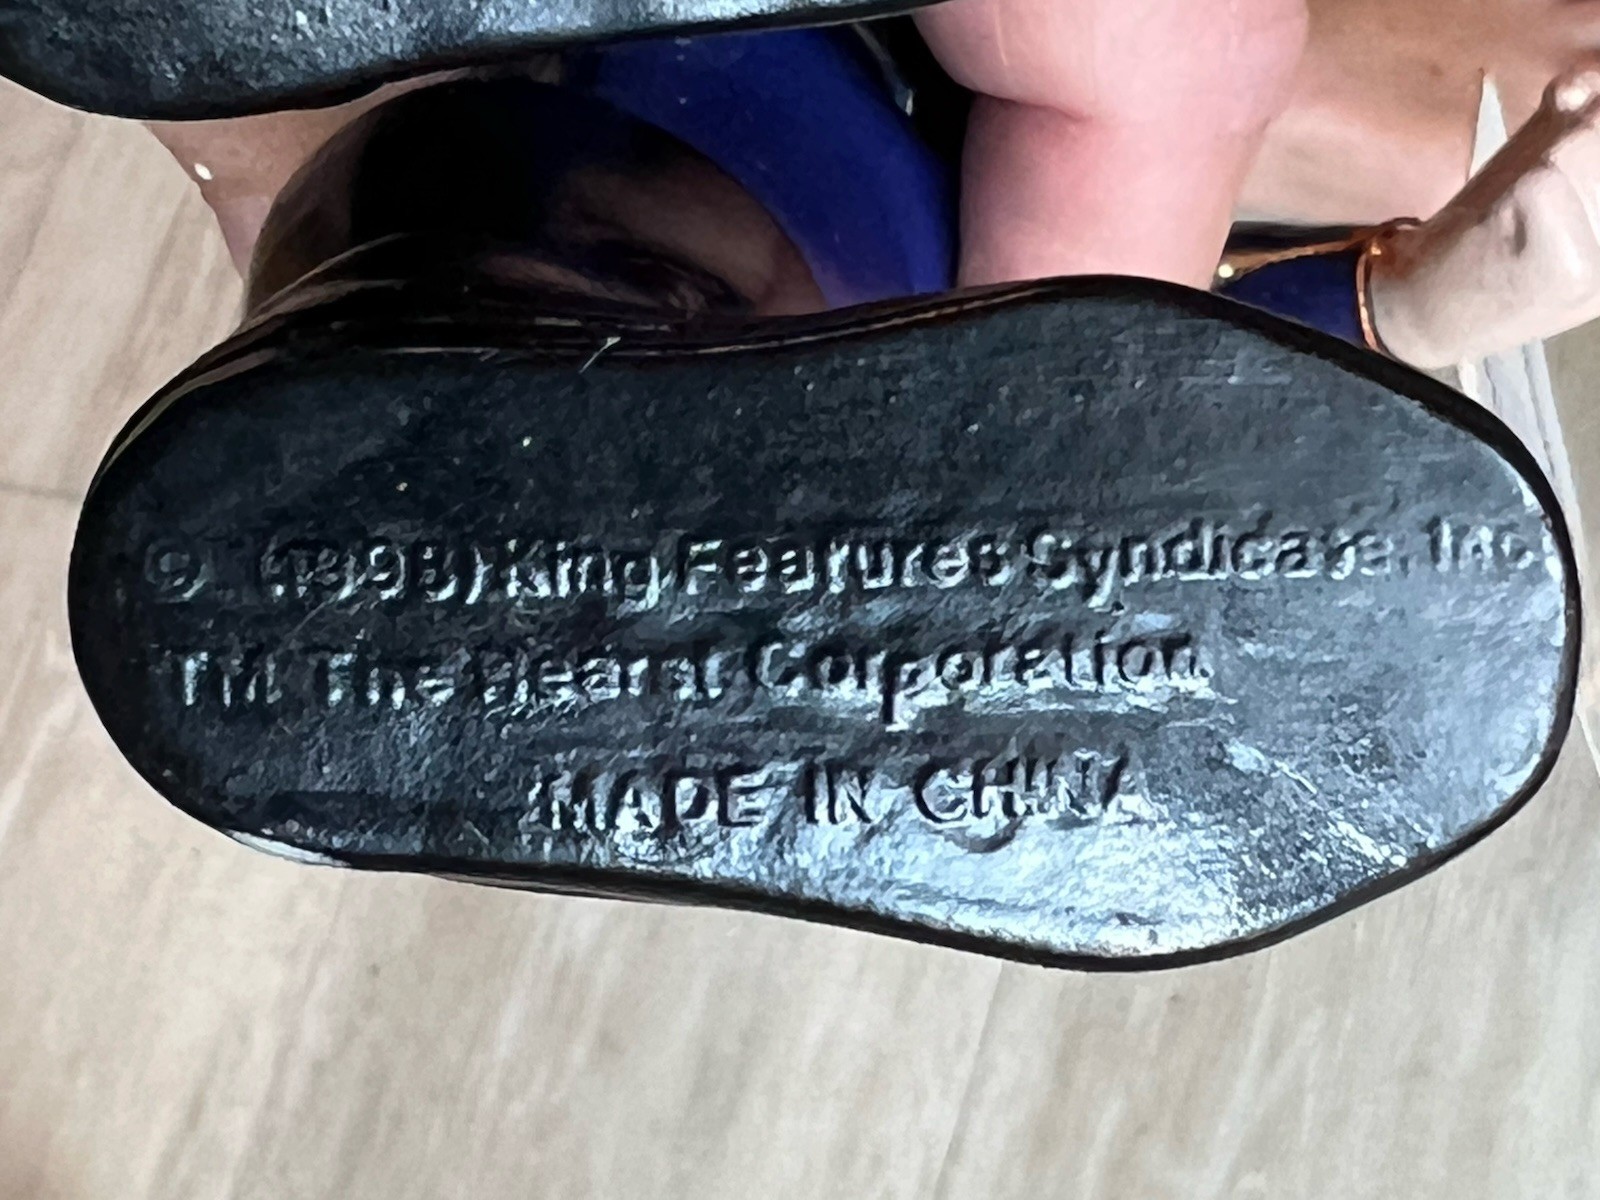 ©. (1998) King Features Syndicate, Inc.
TM. The Hearst Corporation
MADE IN CHINA